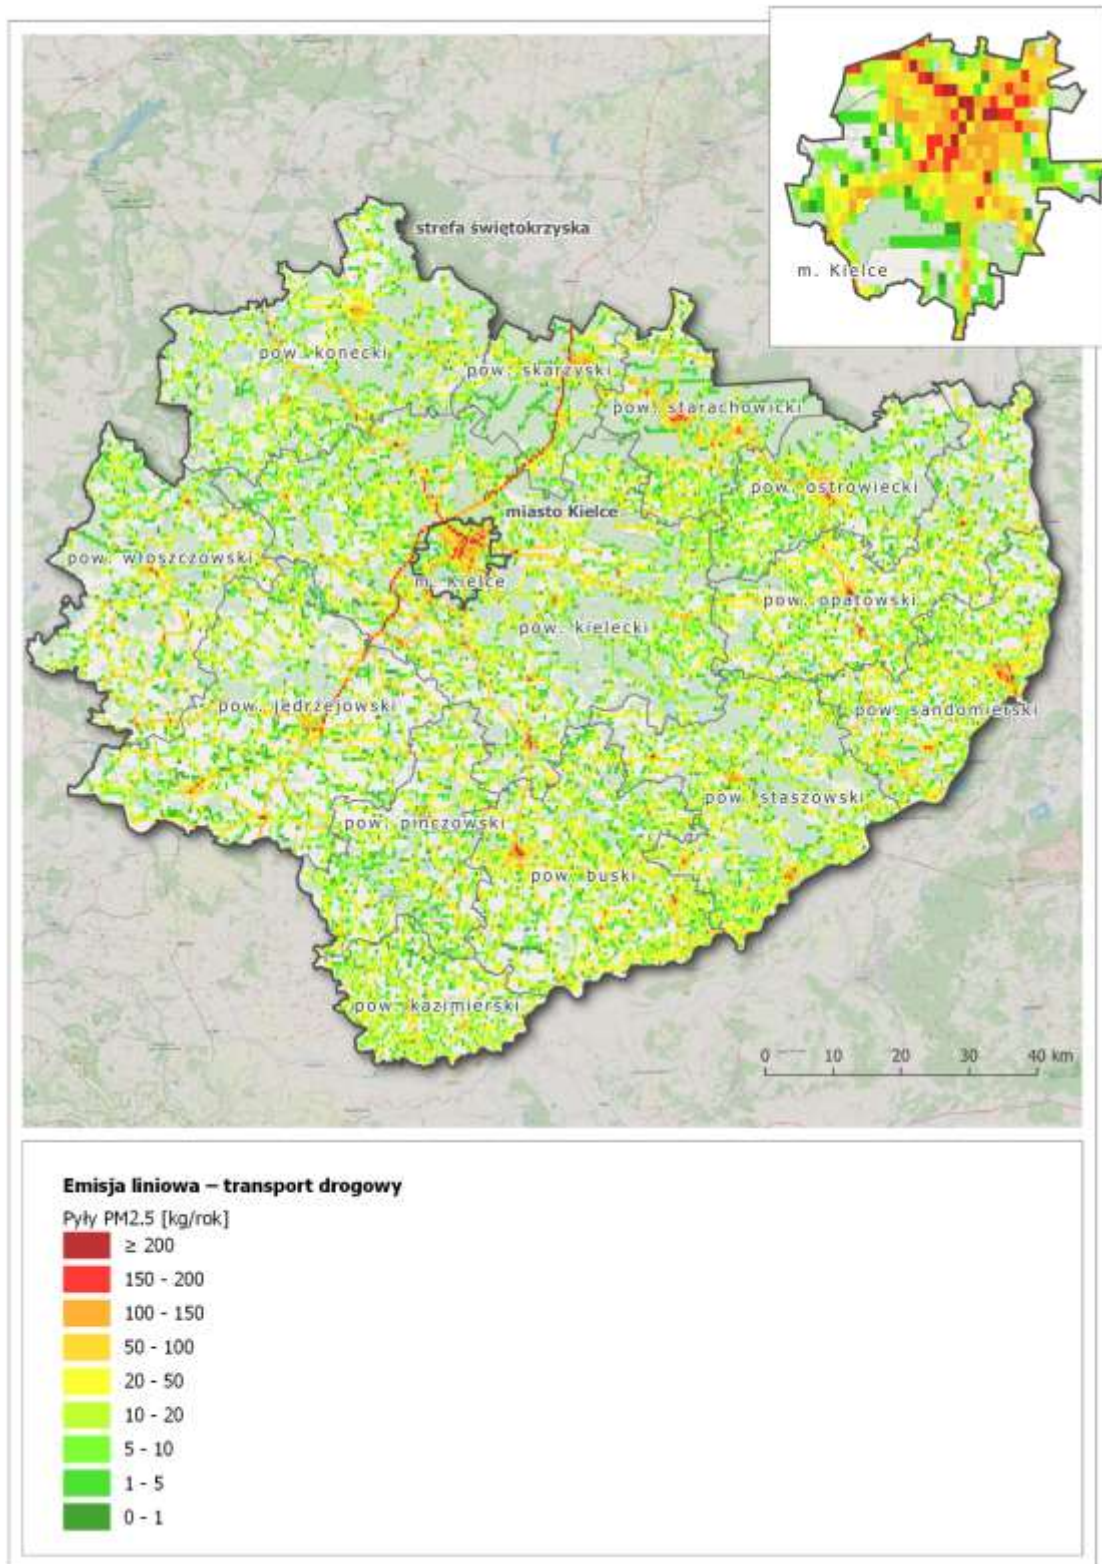 m. Kielce
strefa świętokrzyska
pow. konecki
pow. skarżyski
pow. starachowicki
pow. ostrowiecki
miasto Kielce
pow. włoszczowski
m. Kielce
pow. opatowski
pow. kielecki
pow. jędrzejowski
pow. sandomierski
pow. staszowski
pow. pińczowski
pow. buski
pow. kazimierski
0 10 20 30 40 km
Emisja liniowa – transport drogowy
Pyły PM2.5 [kg/rok]
≥ 200
150 - 200
100 - 150
50 - 100
20 - 50
10 - 20
5 - 10
1 - 5
0 - 1